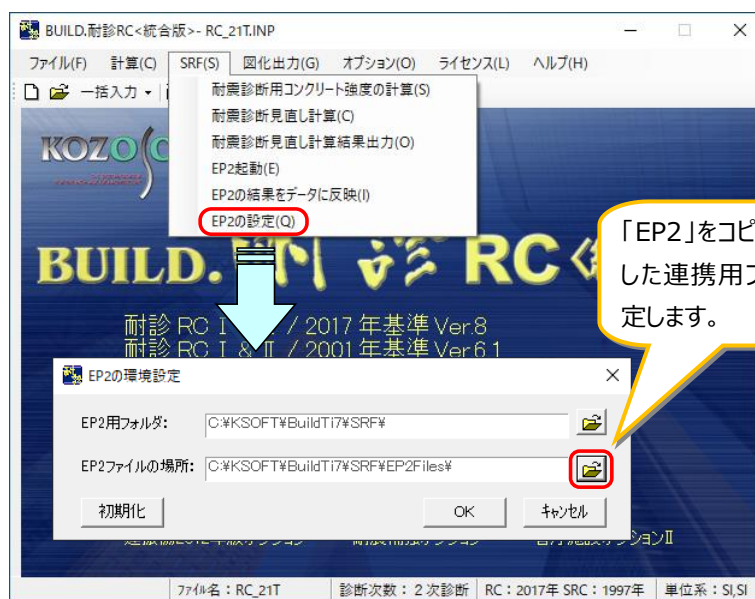 BUILD.耐診RC<統合版>- RC_21T.INP
ファイル(F) 計算(C) SRF(S) 図化出力(G) オプション(O) ライセンス(L) ヘルプ(H)
一括入力
耐震診断用コンクリート強度の計算(S)
耐震診断見直し計算(C)
耐震診断見直し計算結果出力(O)
EP2起動(E)
EP2の結果をデータに反映(I)
EP2の設定(Q)
「EP2」をコピ
した連携用フ
定します。
BUILD. RC
耐診 RC I / 2017年基準 Ver.8
耐診 RC I & II / 2001年基準 Ver.6.1
EP2の環境設定
EP2用フォルダ: C:¥KSOFT¥BuildTi7¥SRF¥
EP2ファイルの場所: C:¥KSOFT¥BuildTi7¥SRF¥EP2Files¥
初期化 OK キャンセル
ファイル名:RC_21T 診断次数:2次診断 RC:2017年 SRC:1997年 単位系:SI,SI